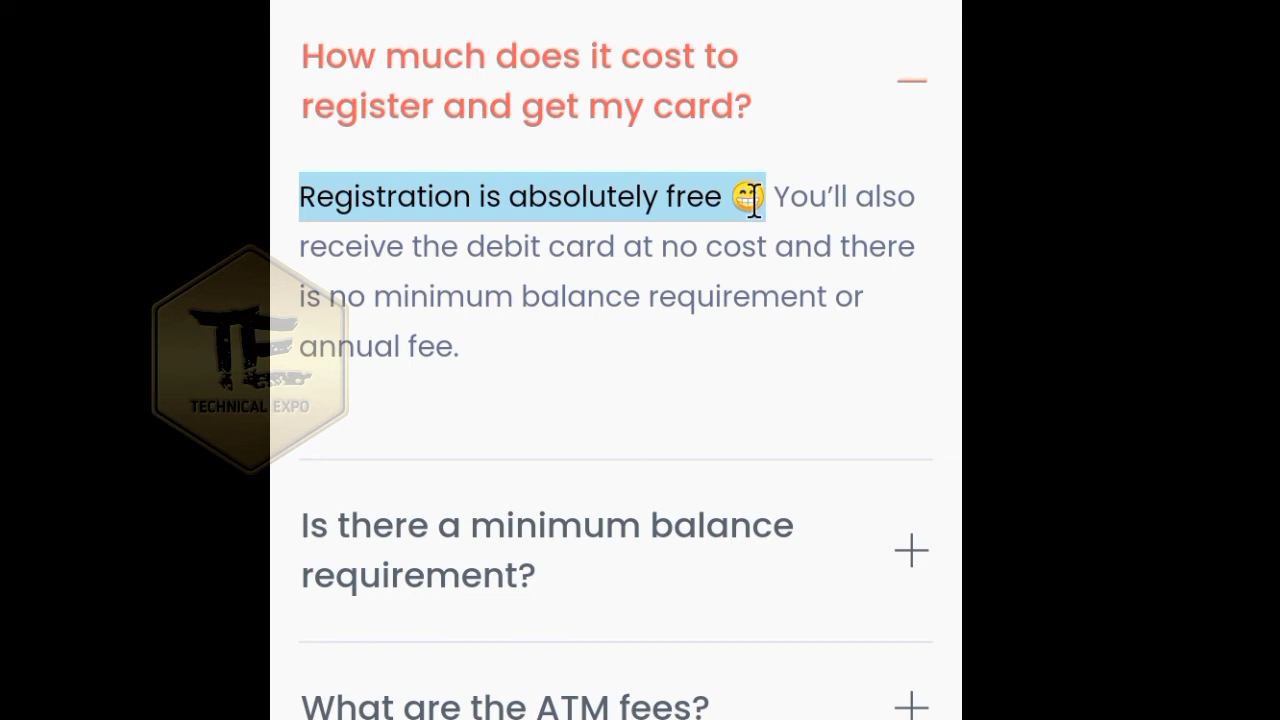 How much does it cost to
register and get my card?
Registration is absolutely free 😁 You’ll also
receive the debit card at no cost and there
is no minimum balance requirement or
annual fee.
TE
TECHNICAL EXPO
Is there a minimum balance
requirement?
What are the ATM fees?